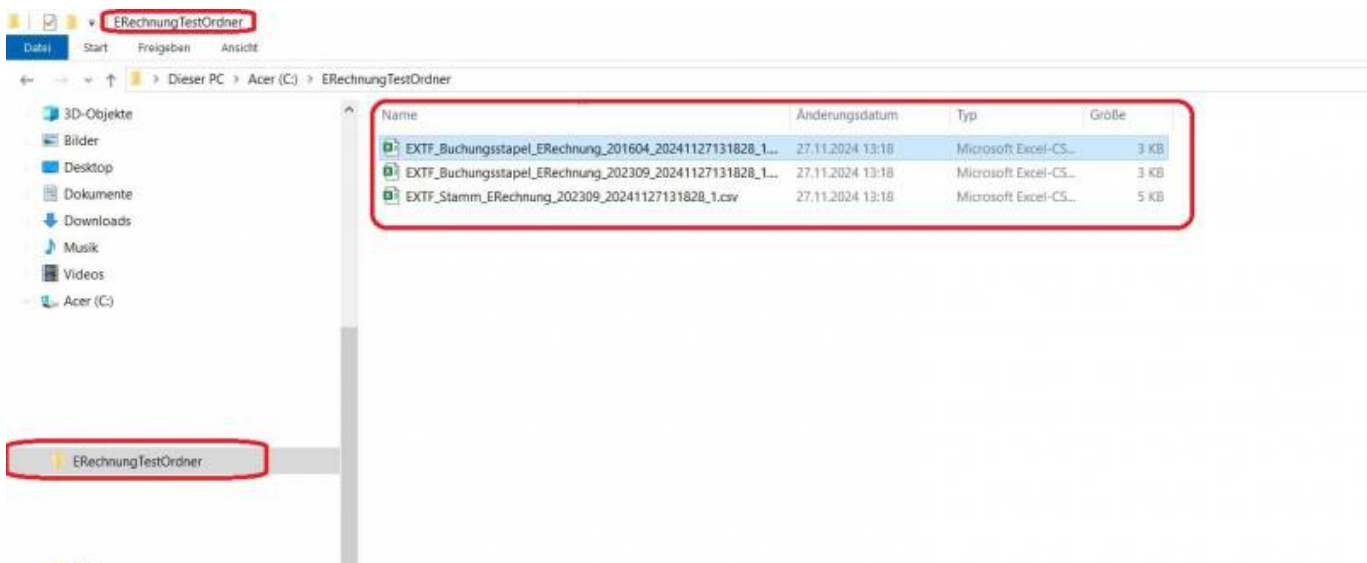 ERechnungTestOrdner
Datei Start Freigeben Ansicht
Dieser PC > Acer (C:) > ERechnungTestOrdner
3D-Objekte
Bilder
Desktop
Dokumente
Downloads
Musik
Videos
Acer (C:)
ERechnungTestOrdner
Name Änderungsdatum Typ Größe
EXTF_Buchungsstapel_ERechnung_201604_20241127131828_1... 27.11.2024 13:18 Microsoft Excel-CS... 3 KB
EXTF_Buchungsstapel_ERechnung_202309_20241127131828_1... 27.11.2024 13:18 Microsoft Excel-CS... 3 KB
EXTF_Stamm_ERechnung_202309_20241127131828_1.csv 27.11.2024 13:18 Microsoft Excel-CS... 5 KB